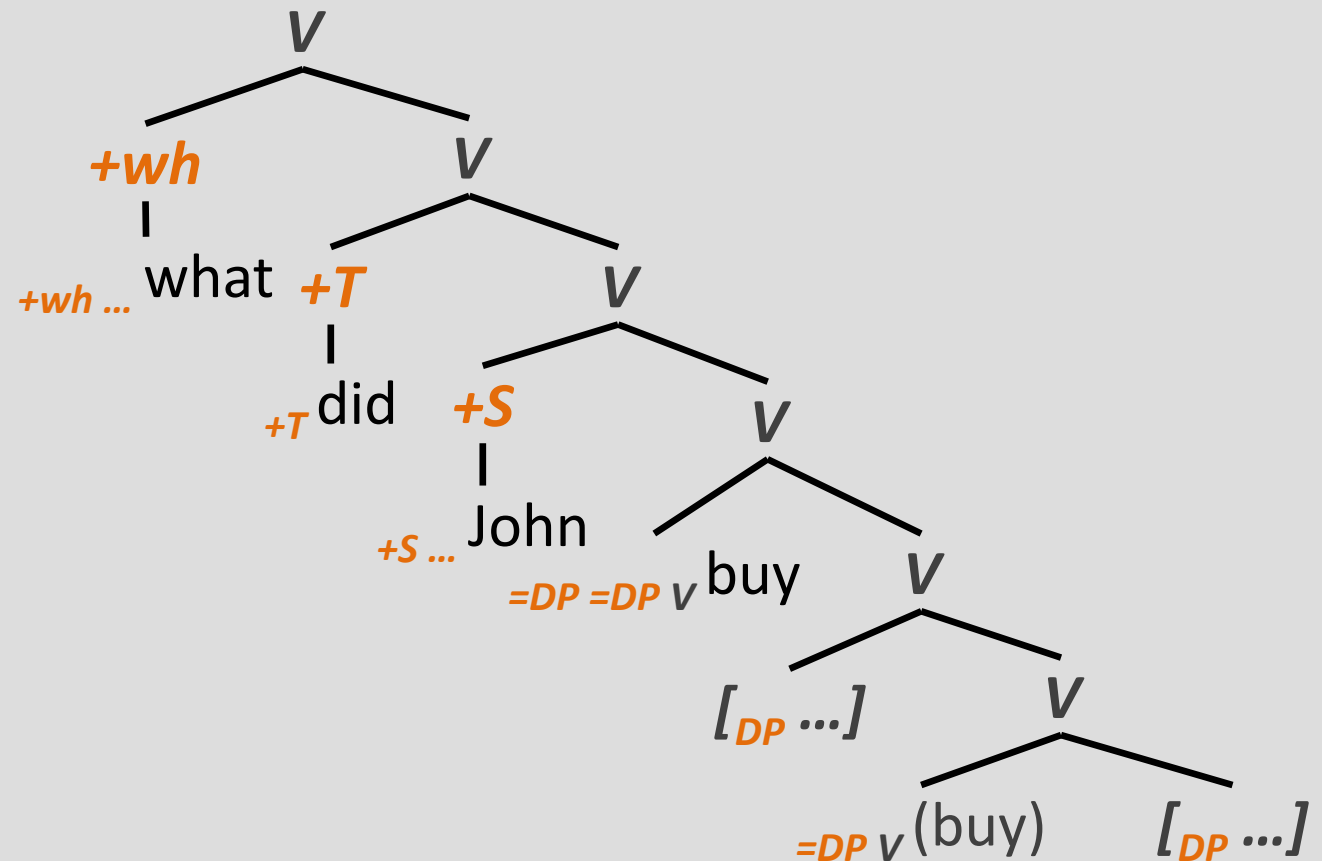 V
+wh V
+wh ... what +T V
+T did +S V
+S ... John
=DP =DP V buy V
[DP ...] V
=DP V (buy) [DP ...]